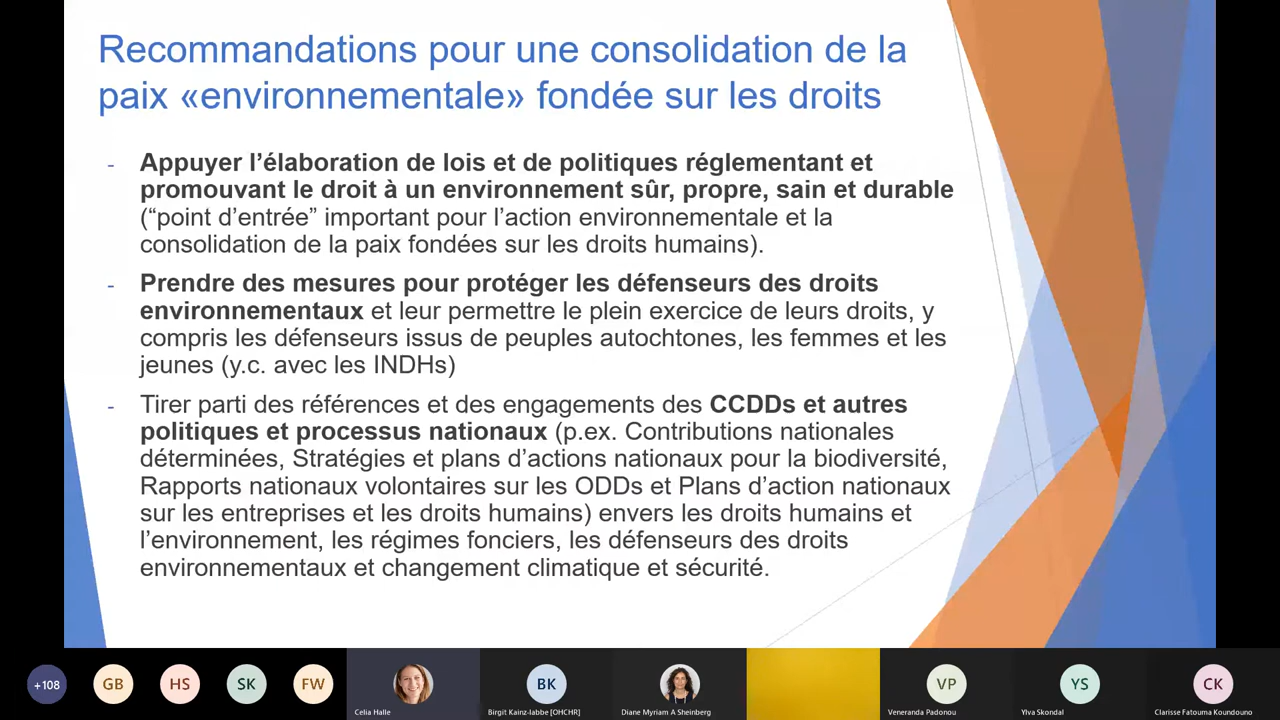 Recommandations pour une consolidation de la
paix «environnementale» fondée sur les droits
- Appuyer l’élaboration de lois et de politiques réglementant et
promouvant le droit à un environnement sûr, propre, sain et durable
(“point d’entrée” important pour l’action environnementale et la
consolidation de la paix fondées sur les droits humains).
- Prendre des mesures pour protéger les défenseurs des droits
environnementaux et leur permettre le plein exercice de leurs droits, y
compris les défenseurs issus de peuples autochtones, les femmes et les
jeunes (y.c. avec les INDHs)
- Tirer parti des références et des engagements des CCDDs et autres
politiques et processus nationaux (p.ex. Contributions nationales
déterminées, Stratégies et plans d’actions nationaux pour la biodiversité,
Rapports nationaux volontaires sur les ODDs et Plans d’action nationaux
sur les entreprises et les droits humains) envers les droits humains et
l’environnement, les régimes fonciers, les défenseurs des droits
environnementaux et changement climatique et sécurité.
+108
GB
HS
SK
FW
Celia Halle
BK
Birgit Kainz-labbe [OHCHR]
Diane Myriam A Sheinberg
VP
Veneranda Padonou
YS
Ylva Skondal
CK
Clarisse Fatouma Koundouno